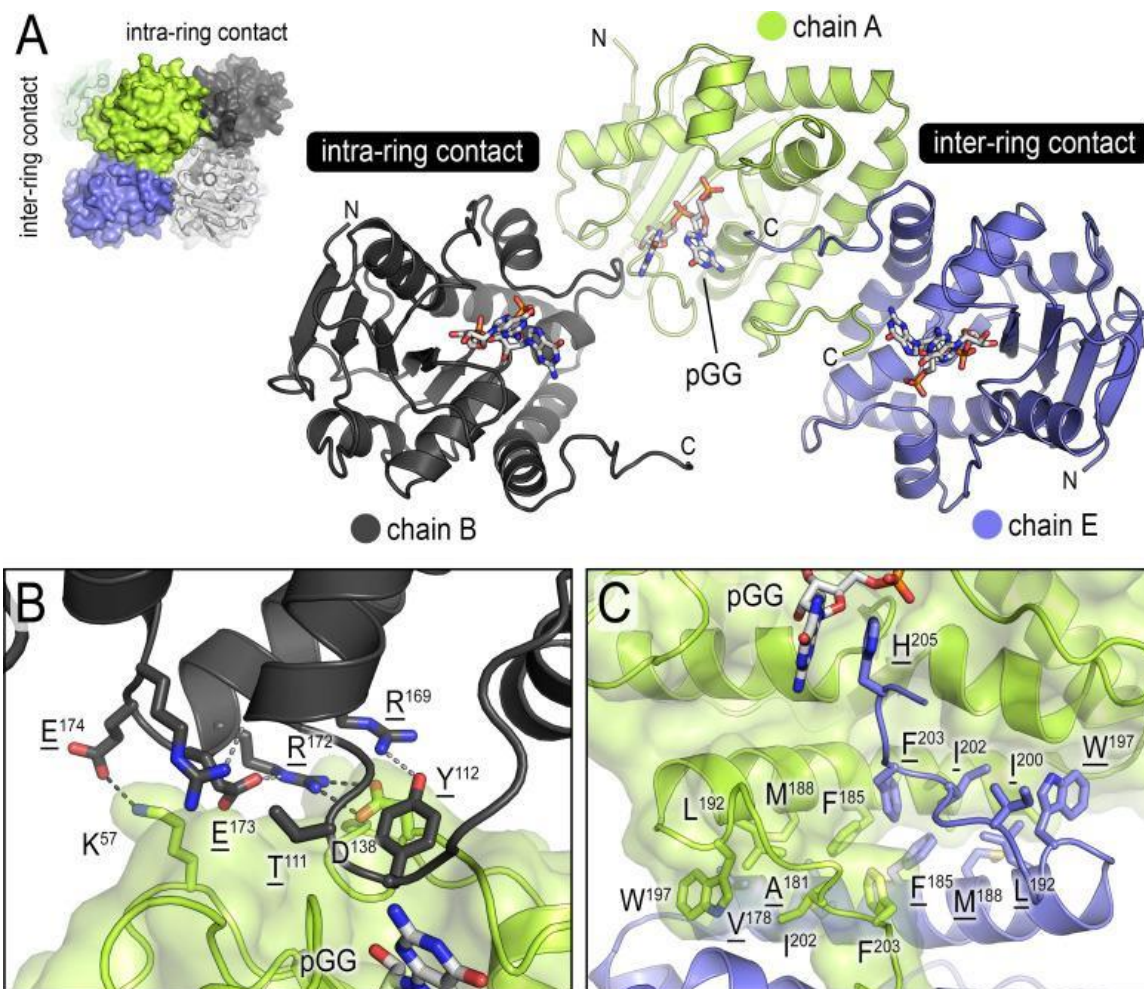 A
intra-ring contact
inter-ring contact
chain A
N
intra-ring contact
inter-ring contact
N
C
C
pGG
C
N
chain B
chain E
B
E¹⁷⁴
R¹⁶⁹
R¹⁷²
Y¹¹²
K⁵⁷
E¹⁷³
T¹¹¹
D¹³⁸
pGG
C
pGG
H²⁰⁵
F²⁰³
I²⁰²
I²⁰⁰
W¹⁹⁷
L¹⁹²
M¹⁸⁸
F¹⁸⁵
W¹⁹⁷
V¹⁷⁸
A¹⁸¹
I²⁰²
F²⁰³
F¹⁸⁵
M¹⁸⁸
L¹⁹²